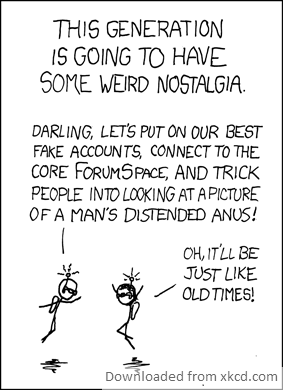 THIS GENERATION
IS GOING TO HAVE
SOME WEIRD NOSTALGIA.
DARLING, LET'S PUT ON OUR BEST
FAKE ACCOUNTS, CONNECT TO THE
CORE FORUMSPACE, AND TRICK
PEOPLE INTO LOOKING AT A PICTURE
OF A MAN'S DISTENDED ANUS!
OH, IT'LL BE
JUST LIKE
OLD TIMES!
Downloaded from xkcd.com